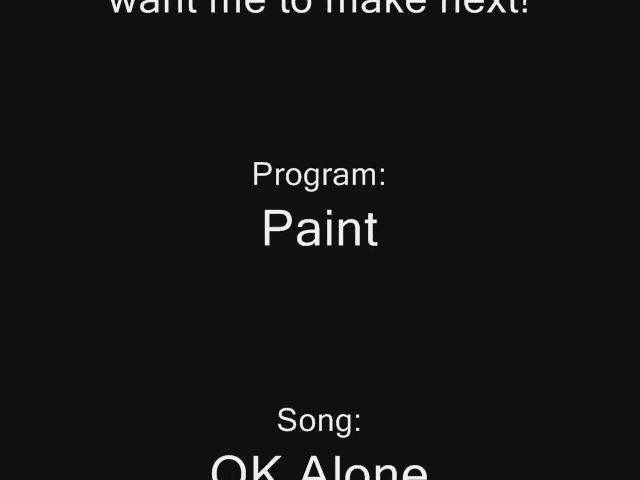 want me to make next!
Program:
Paint
Song:
OK Alone